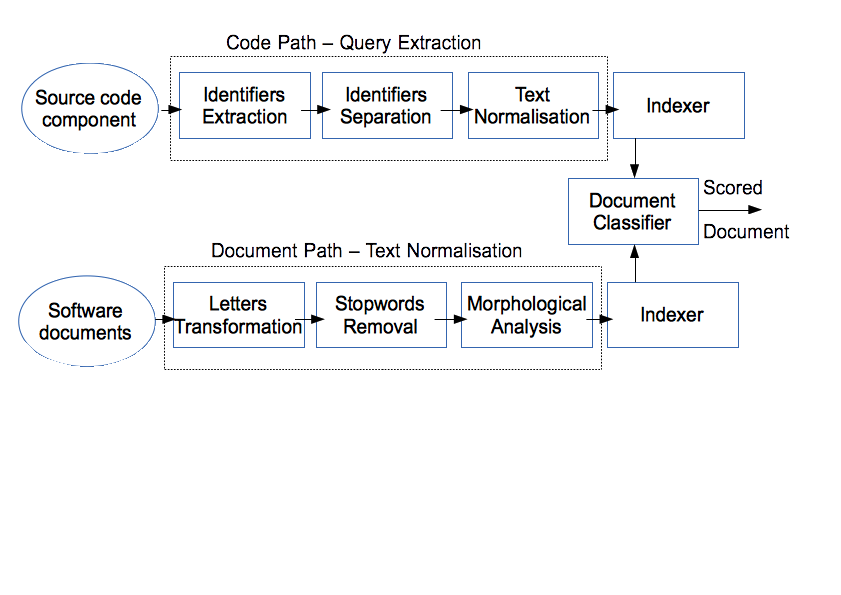 Code Path – Query Extraction
Source code
component
Identifiers
Extraction
Identifiers
Separation
Text
Normalisation
Indexer
Document
Classifier
Scored
Document
Document Path – Text Normalisation
Software
documents
Letters
Transformation
Stopwords
Removal
Morphological
Analysis
Indexer